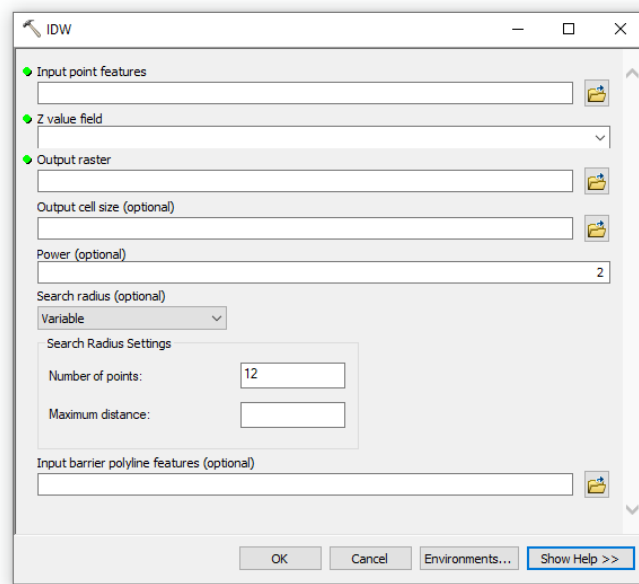 IDW
Input point features
Z value field
Output raster
Output cell size (optional)
Power (optional)
2
Search radius (optional)
Variable
Search Radius Settings
Number of points: 12
Maximum distance:
Input barrier polyline features (optional)
OK Cancel Environments... Show Help >>